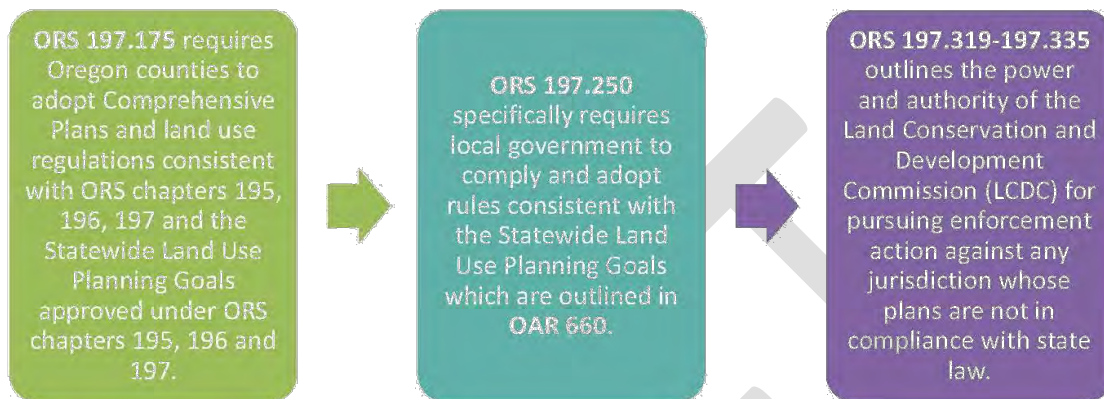 ORS 197.175 requires
Oregon counties to
adopt Comprehensive
Plans and land use
regulations consistent
with ORS chapters 195,
196, 197 and the
Statewide Land Use
Planning Goals
approved under ORS
chapters 195, 196 and
197.
ORS 197.250
specifically requires
local government to
comply and adopt
rules consistent with
the Statewide Land
Use Planning Goals
which are outlined in
OAR 660.
ORS 197.319-197.335
outlines the power
and authority of the
Land Conservation and
Development
Commission (LCDC) for
pursuing enforcement
action against any
jurisdiction whose
plans are not in
compliance with state
law.